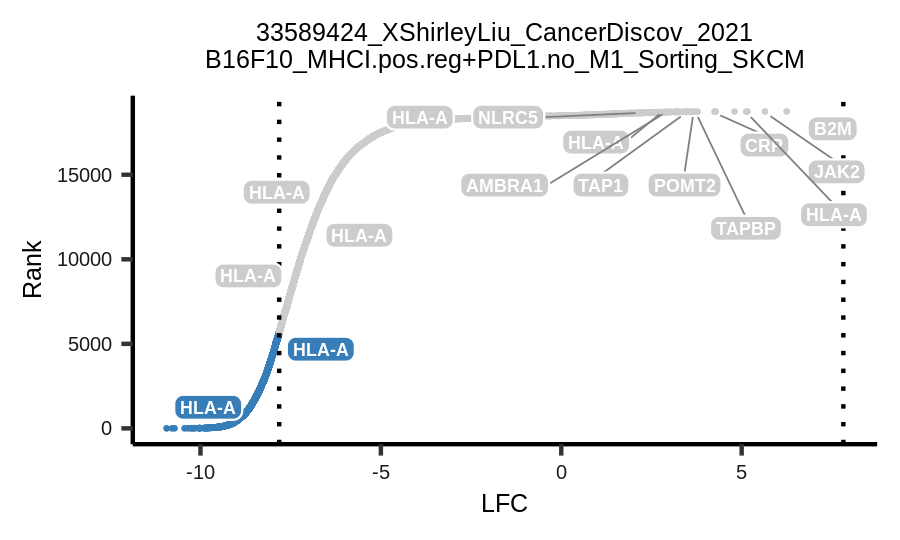 33589424_XShirleyLiu_CancerDiscov_2021
B16F10_MHCI.pos.reg+PDL1.no_M1_Sorting_SKCM
Rank
15000
10000
5000
0
HLA-A
NLRC5
HLA-A
CRP
B2M
JAK2
AMBRA1
TAP1
POMT2
HLA-A
HLA-A
TAPBP
HLA-A
HLA-A
HLA-A
HLA-A
-10
-5
0
5
LFC